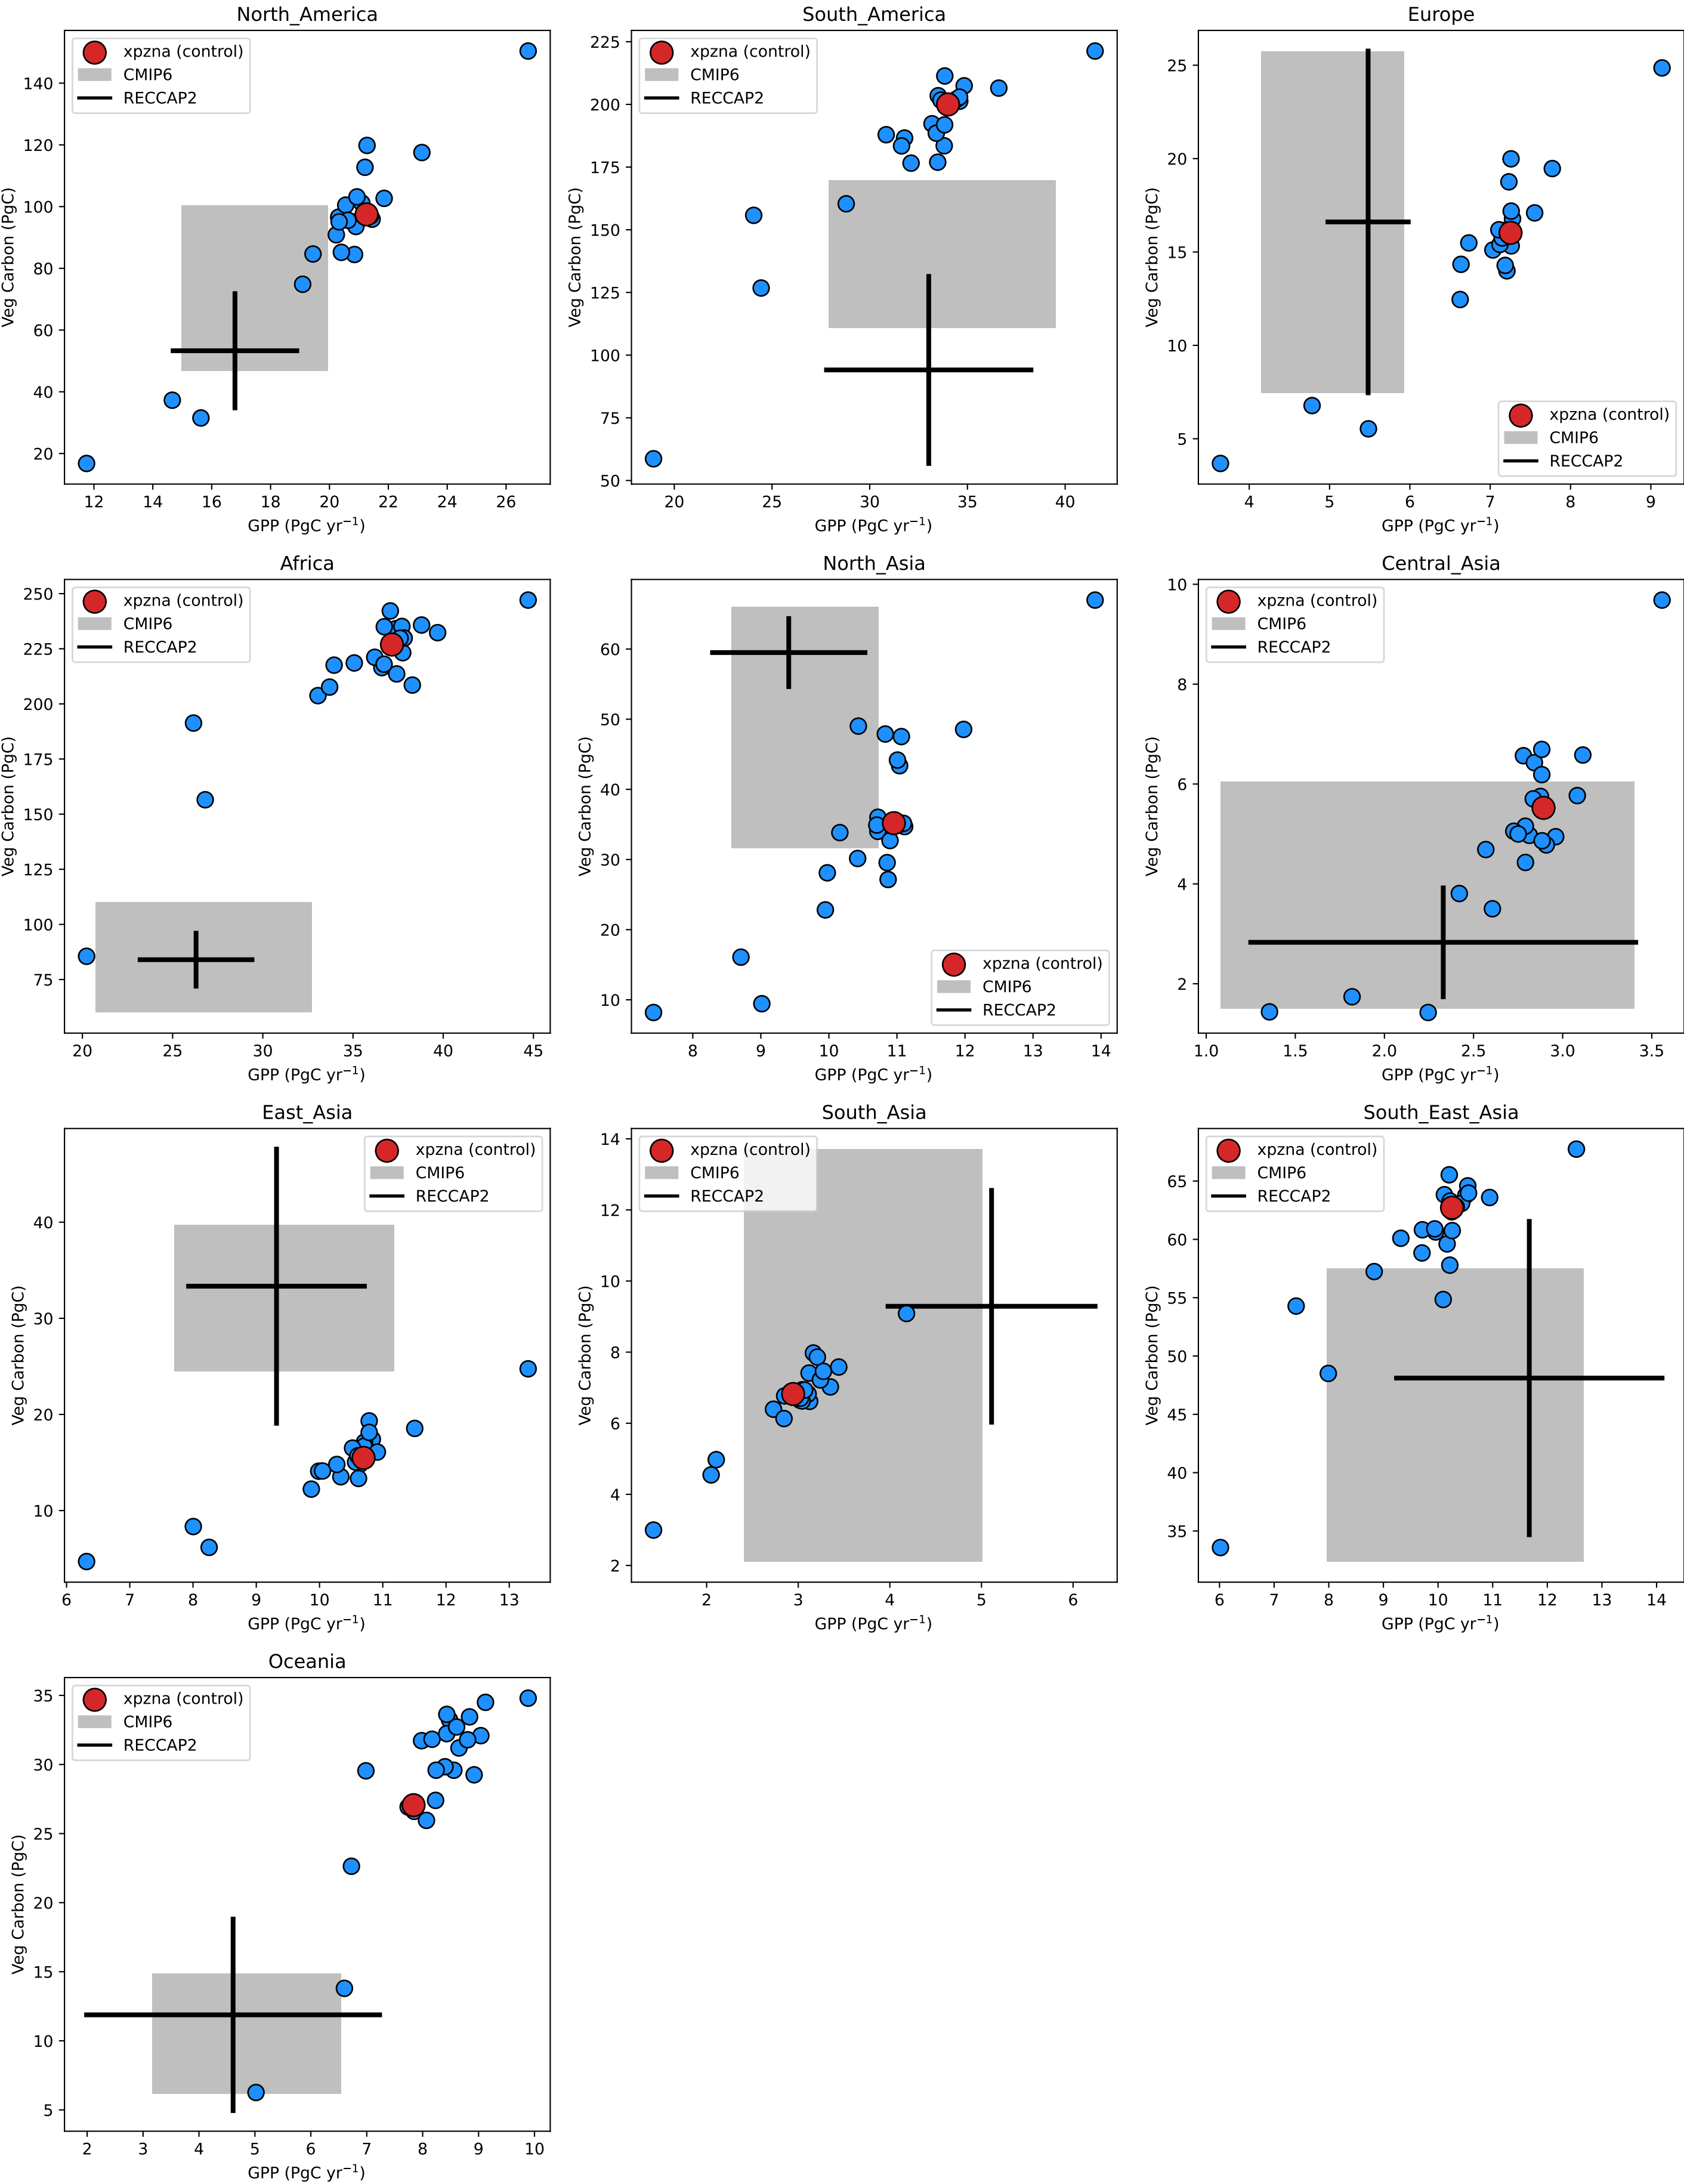 North_America
xpzna (control)
CMIP6
RECCAP2
140
120
100
80
60
40
20
Veg Carbon (PgC)
12 14 16 18 20 22 24 26
GPP (PgC yr⁻¹)
South_America
xpzna (control)
CMIP6
RECCAP2
225
200
175
150
125
100
75
50
Veg Carbon (PgC)
20 25 30 35 40
GPP (PgC yr⁻¹)
Europe
25
20
15
10
5
Veg Carbon (PgC)
xpzna (control)
CMIP6
RECCAP2
4 5 6 7 8 9
GPP (PgC yr⁻¹)
Africa
xpzna (control)
CMIP6
RECCAP2
250
225
200
175
150
125
100
75
Veg Carbon (PgC)
20 25 30 35 40 45
GPP (PgC yr⁻¹)
North_Asia
60
50
40
30
20
10
Veg Carbon (PgC)
xpzna (control)
CMIP6
RECCAP2
8 9 10 11 12 13 14
GPP (PgC yr⁻¹)
Central_Asia
xpzna (control)
CMIP6
RECCAP2
10
8
6
4
2
Veg Carbon (PgC)
1.0 1.5 2.0 2.5 3.0 3.5
GPP (PgC yr⁻¹)
East_Asia
xpzna (control)
CMIP6
RECCAP2
40
30
20
10
Veg Carbon (PgC)
6 7 8 9 10 11 12 13
GPP (PgC yr⁻¹)
South_Asia
xpzna (control)
CMIP6
RECCAP2
14
12
10
8
6
4
2
Veg Carbon (PgC)
2 3 4 5 6
GPP (PgC yr⁻¹)
South_East_Asia
xpzna (control)
CMIP6
RECCAP2
65
60
55
50
45
40
35
Veg Carbon (PgC)
6 7 8 9 10 11 12 13 14
GPP (PgC yr⁻¹)
Oceania
xpzna (control)
CMIP6
RECCAP2
35
30
25
20
15
10
5
Veg Carbon (PgC)
2 3 4 5 6 7 8 9 10
GPP (PgC yr⁻¹)